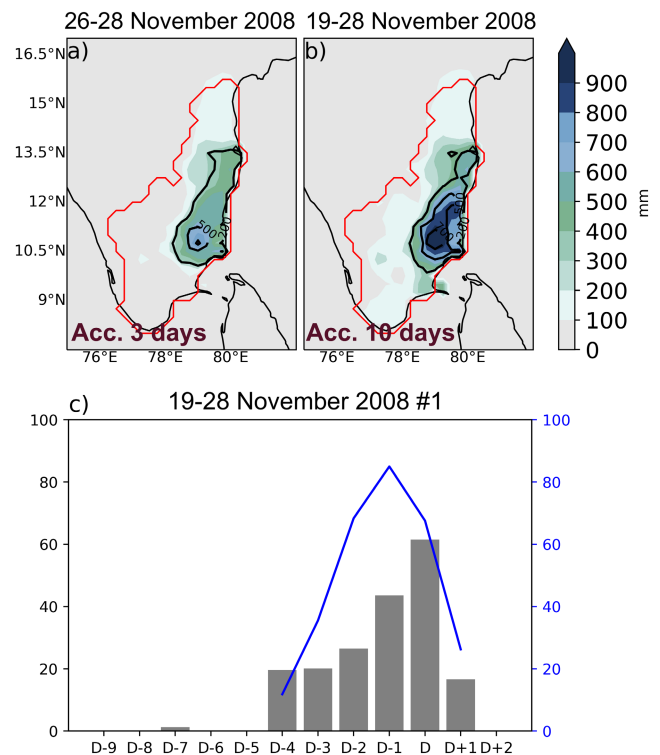 26-28 November 2008
19-28 November 2008
a)
b)
16.5°N
15°N
13.5°N
12°N
10.5°N
9°N
500
200
500
200
Acc. 3 days
Acc. 10 days
76°E 78°E 80°E
76°E 78°E 80°E
900
800
700
600
500
400
300
200
100
0
mm
c)
19-28 November 2008 #1
100
80
60
40
20
0
100
80
60
40
20
0
D-9 D-8 D-7 D-6 D-5 D-4 D-3 D-2 D-1 D D+1 D+2